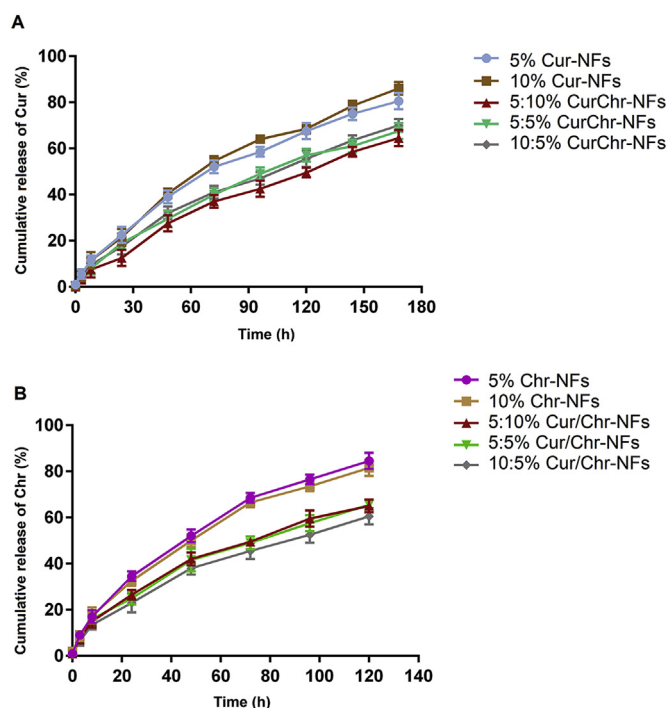 A
100
80
60
40
20
0
Cumulative release of Cur (%)
0 30 60 90 120 150 180
Time (h)
5% Cur-NFs
10% Cur-NFs
5:10% CurChr-NFs
5:5% CurChr-NFs
10:5% CurChr-NFs
B
100
80
60
40
20
0
Cumulative release of Chr (%)
0 20 40 60 80 100 120 140
Time (h)
5% Chr-NFs
10% Chr-NFs
5:10% Cur/Chr-NFs
5:5% Cur/Chr-NFs
10:5% Cur/Chr-NFs